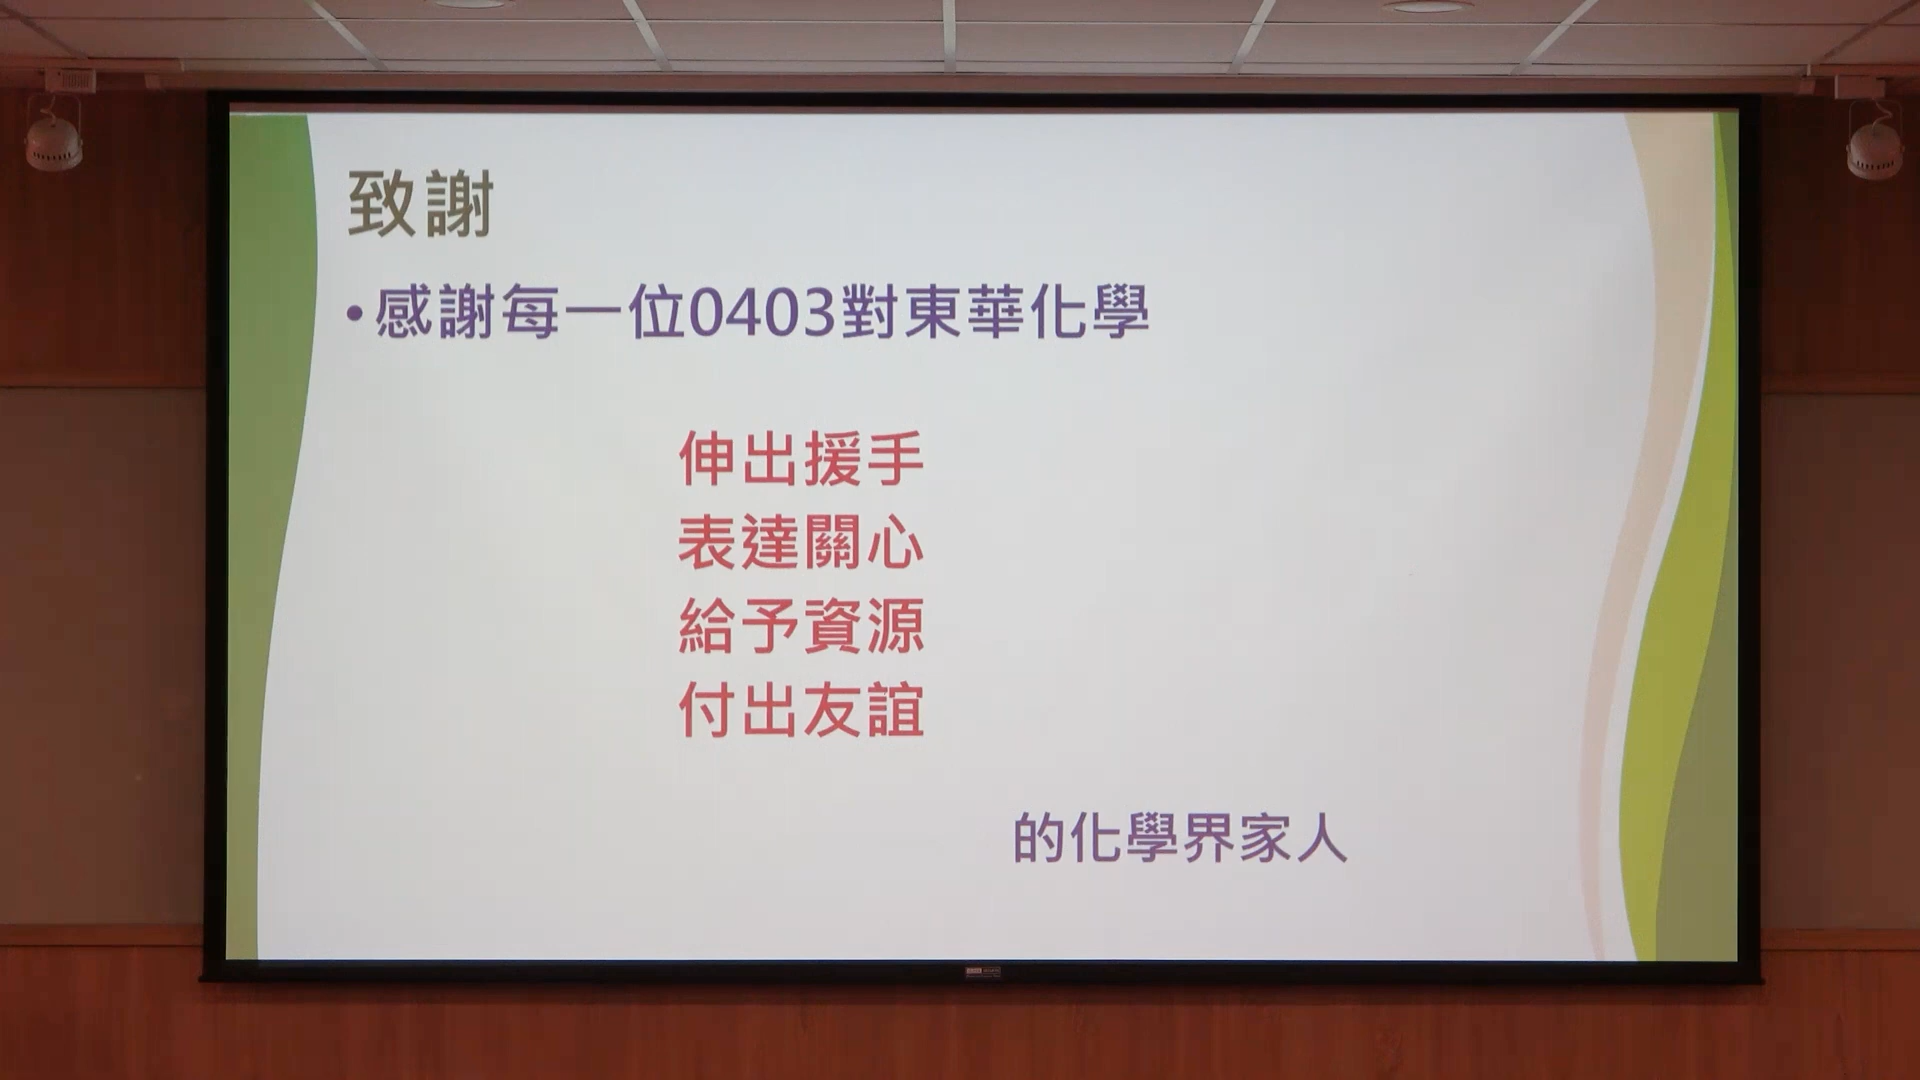 致謝
•感謝每一位0403對東華化學
伸出援手
表達關心
給予資源
付出友誼
的化學界家人